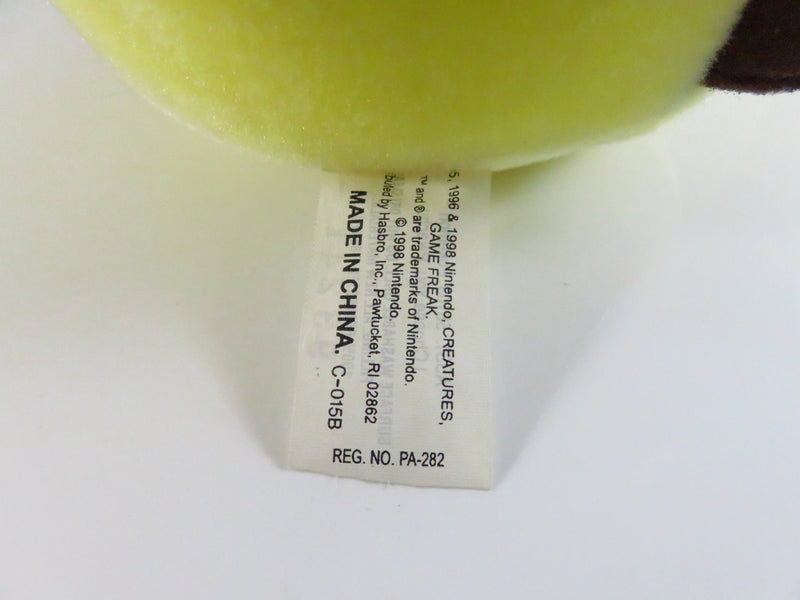 5, 1996 & 1998 Nintendo, CREATURES,
GAME FREAK.
TM and ® are trademarks of Nintendo.
© 1998 Nintendo.
buted by Hasbro, Inc., Pawtucket, RI 02862
MADE IN CHINA. C-015B
REG. NO. PA-282